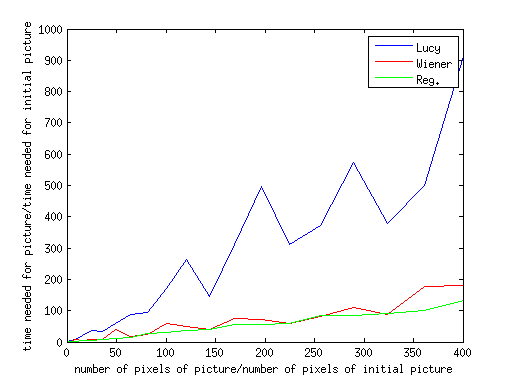 1000
900
800
700
600
500
400
300
200
100
0
time needed for picture/time needed for initial picture
Lucy
Wiener
Reg.
0 50 100 150 200 250 300 350 400
number of pixels of picture/number of pixels of initial picture